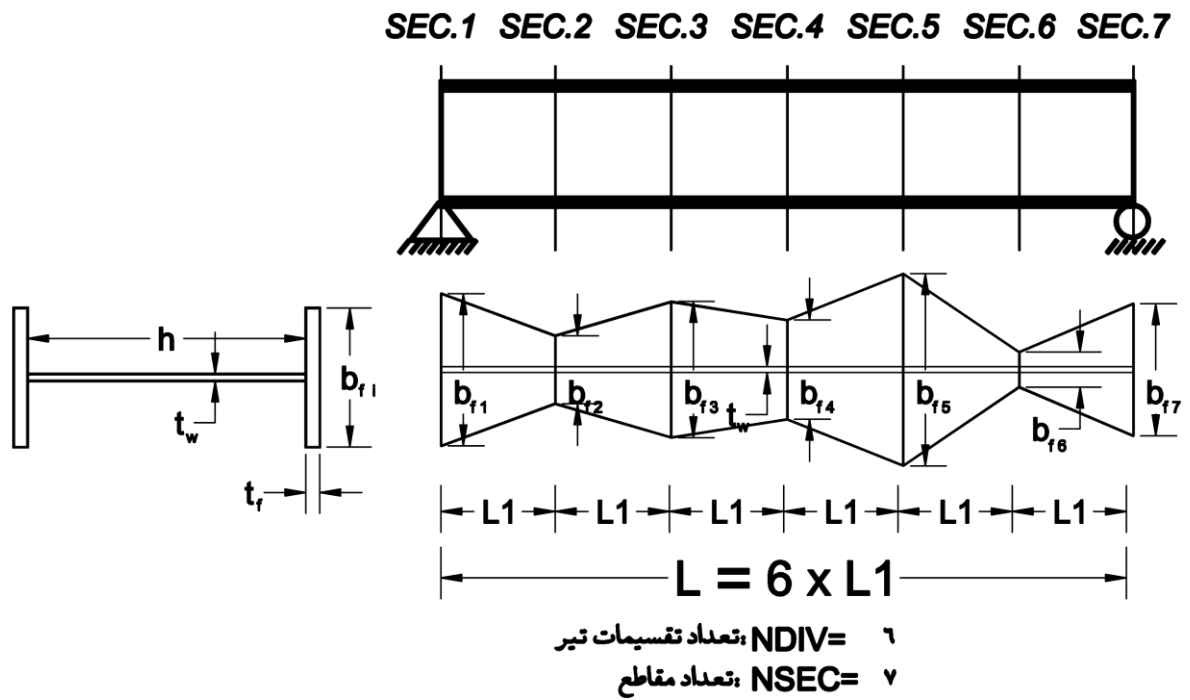 SEC.1 SEC.2 SEC.3 SEC.4 SEC.5 SEC.6 SEC.7
h
b_f i
t_w
t_f
b_f1
b_f2
b_f3
t_w
b_f4
b_f5
b_f6
b_f7
L1 L1 L1 L1 L1 L1
L = 6 x L1
تعداد تقسیمات تیر: NDIV= ٦
تعداد مقاطع: NSEC= ٧